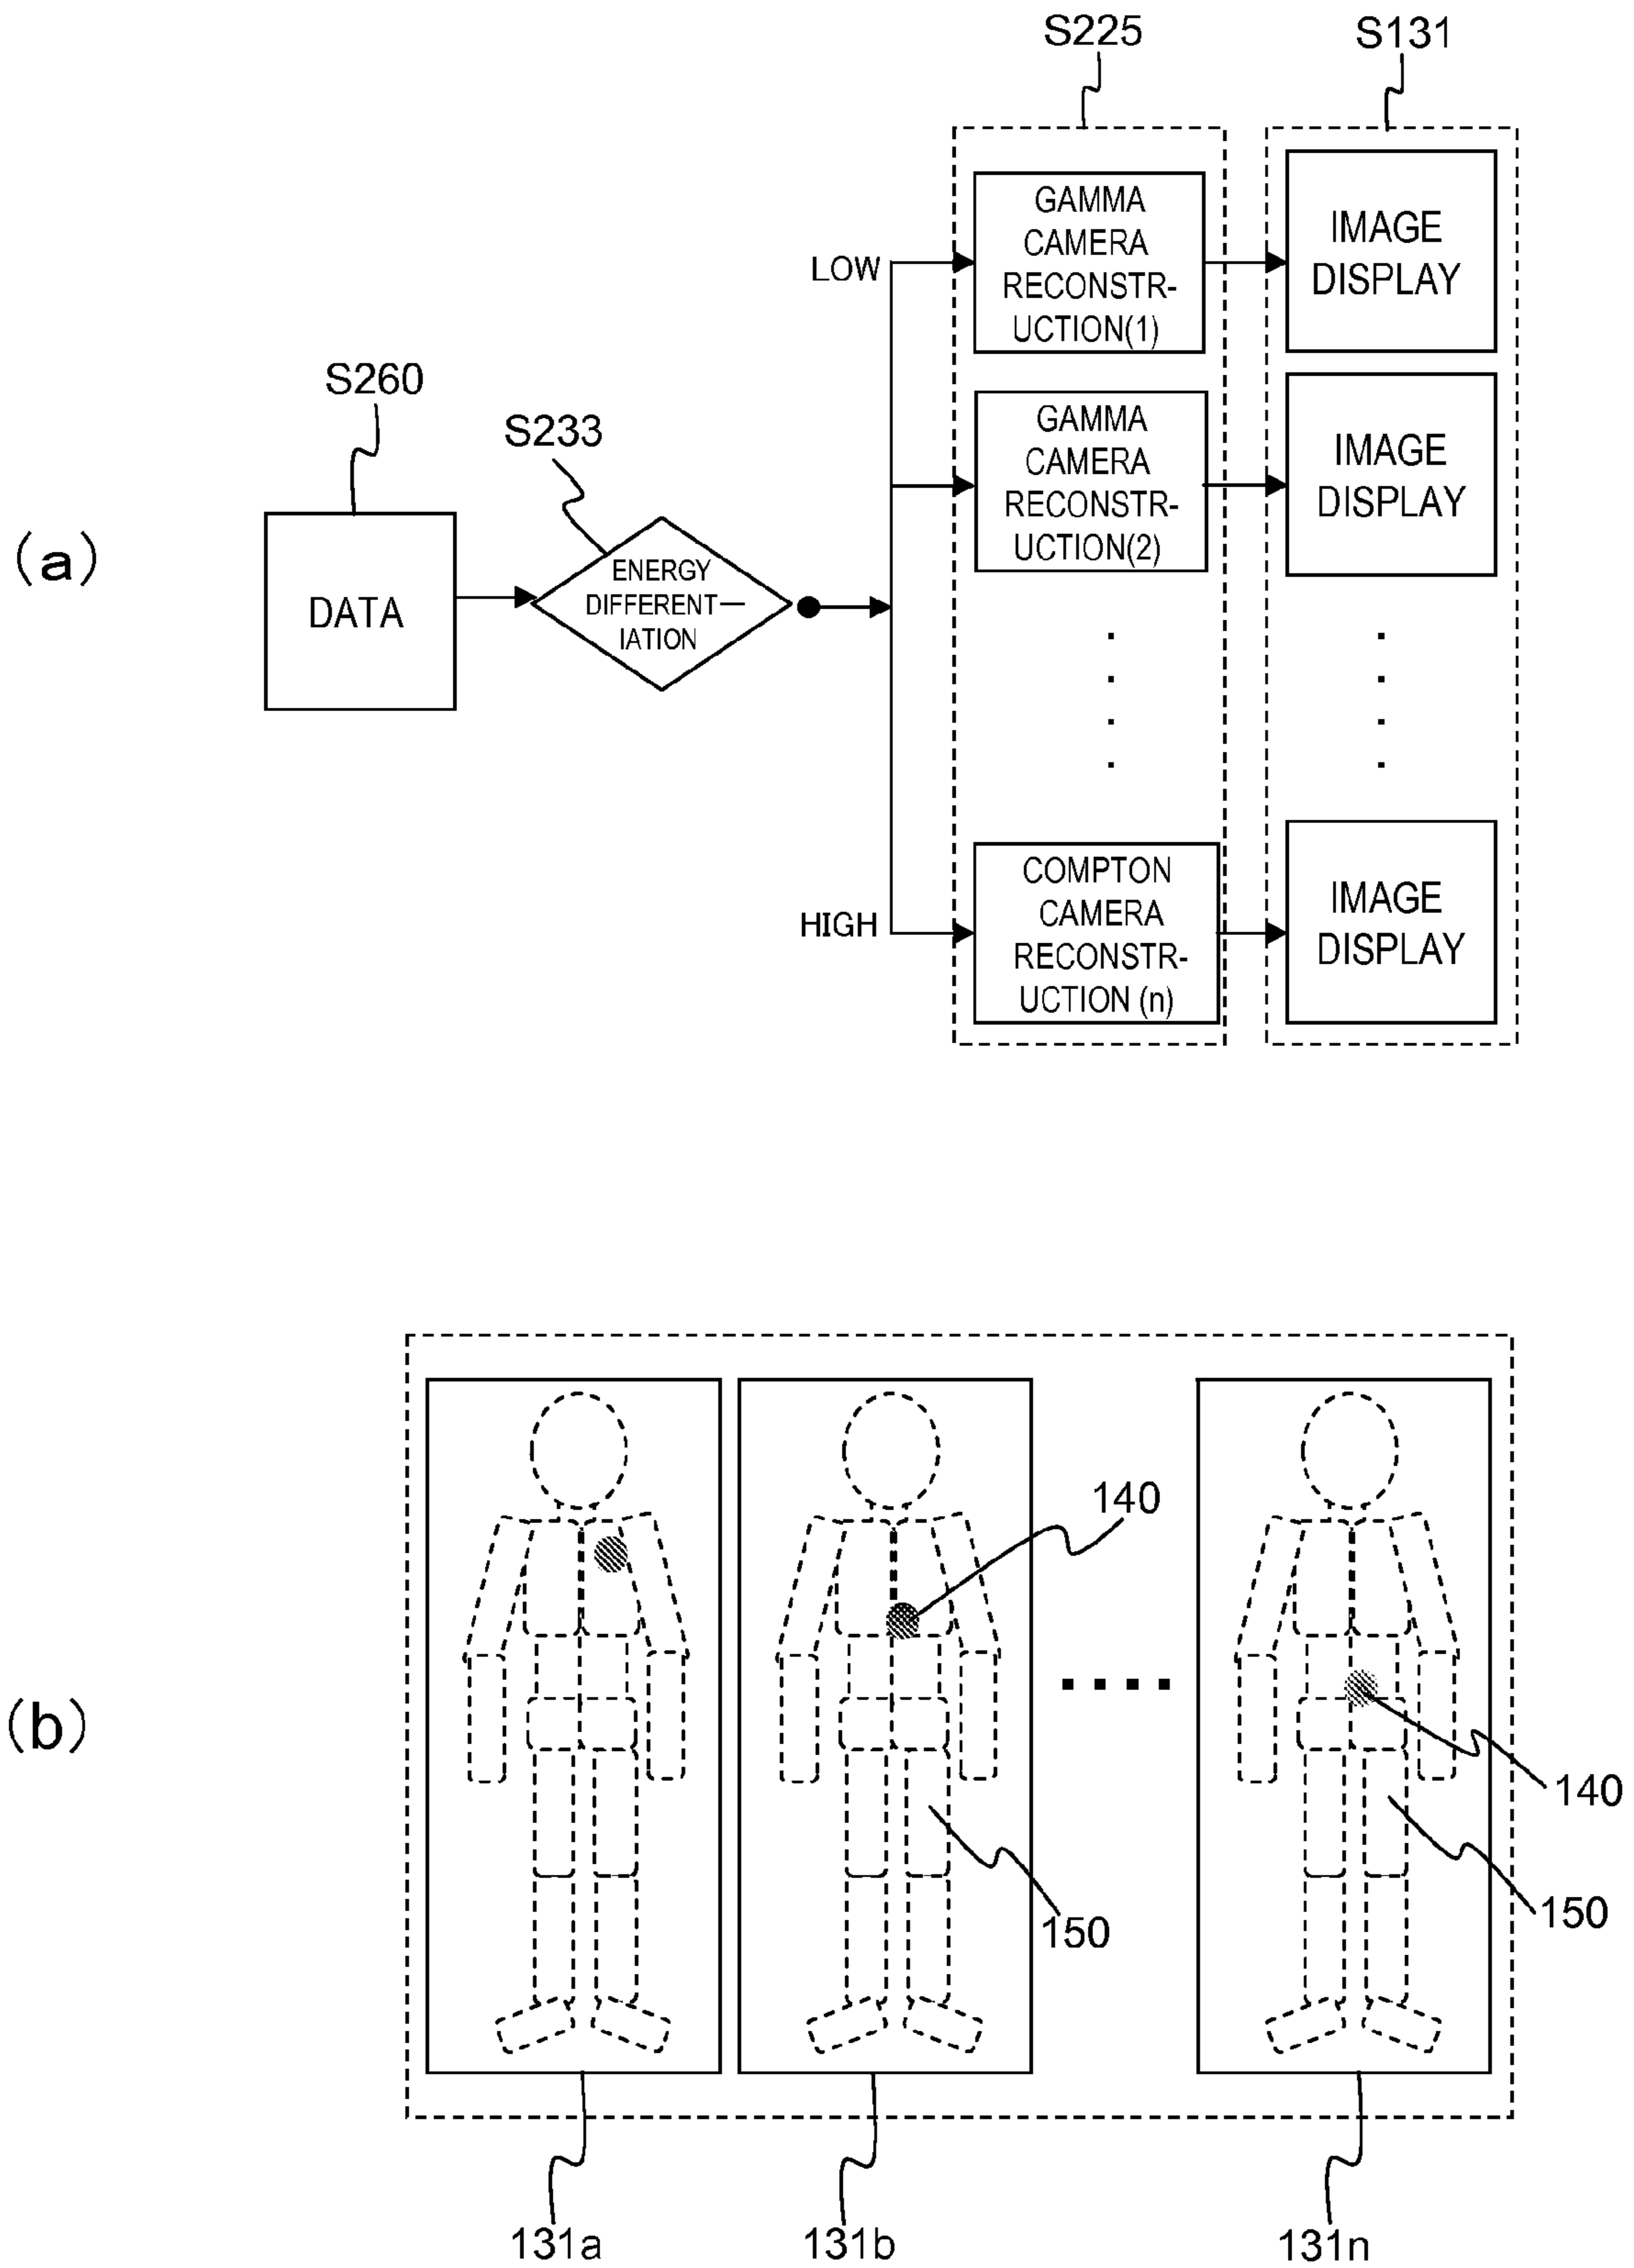 S225
S131
GAMMA
CAMERA
RECONSTR-
UCTION(1)
IMAGE
DISPLAY
LOW
S260
S233
GAMMA
CAMERA
RECONSTR-
UCTION(2)
IMAGE
DISPLAY
(a)
DATA
ENERGY
DIFFERENT—
IATION
HIGH
COMPTON
CAMERA
RECONSTR-
UCTION (n)
IMAGE
DISPLAY
(b)
140
140
150
150
131a
131b
131n